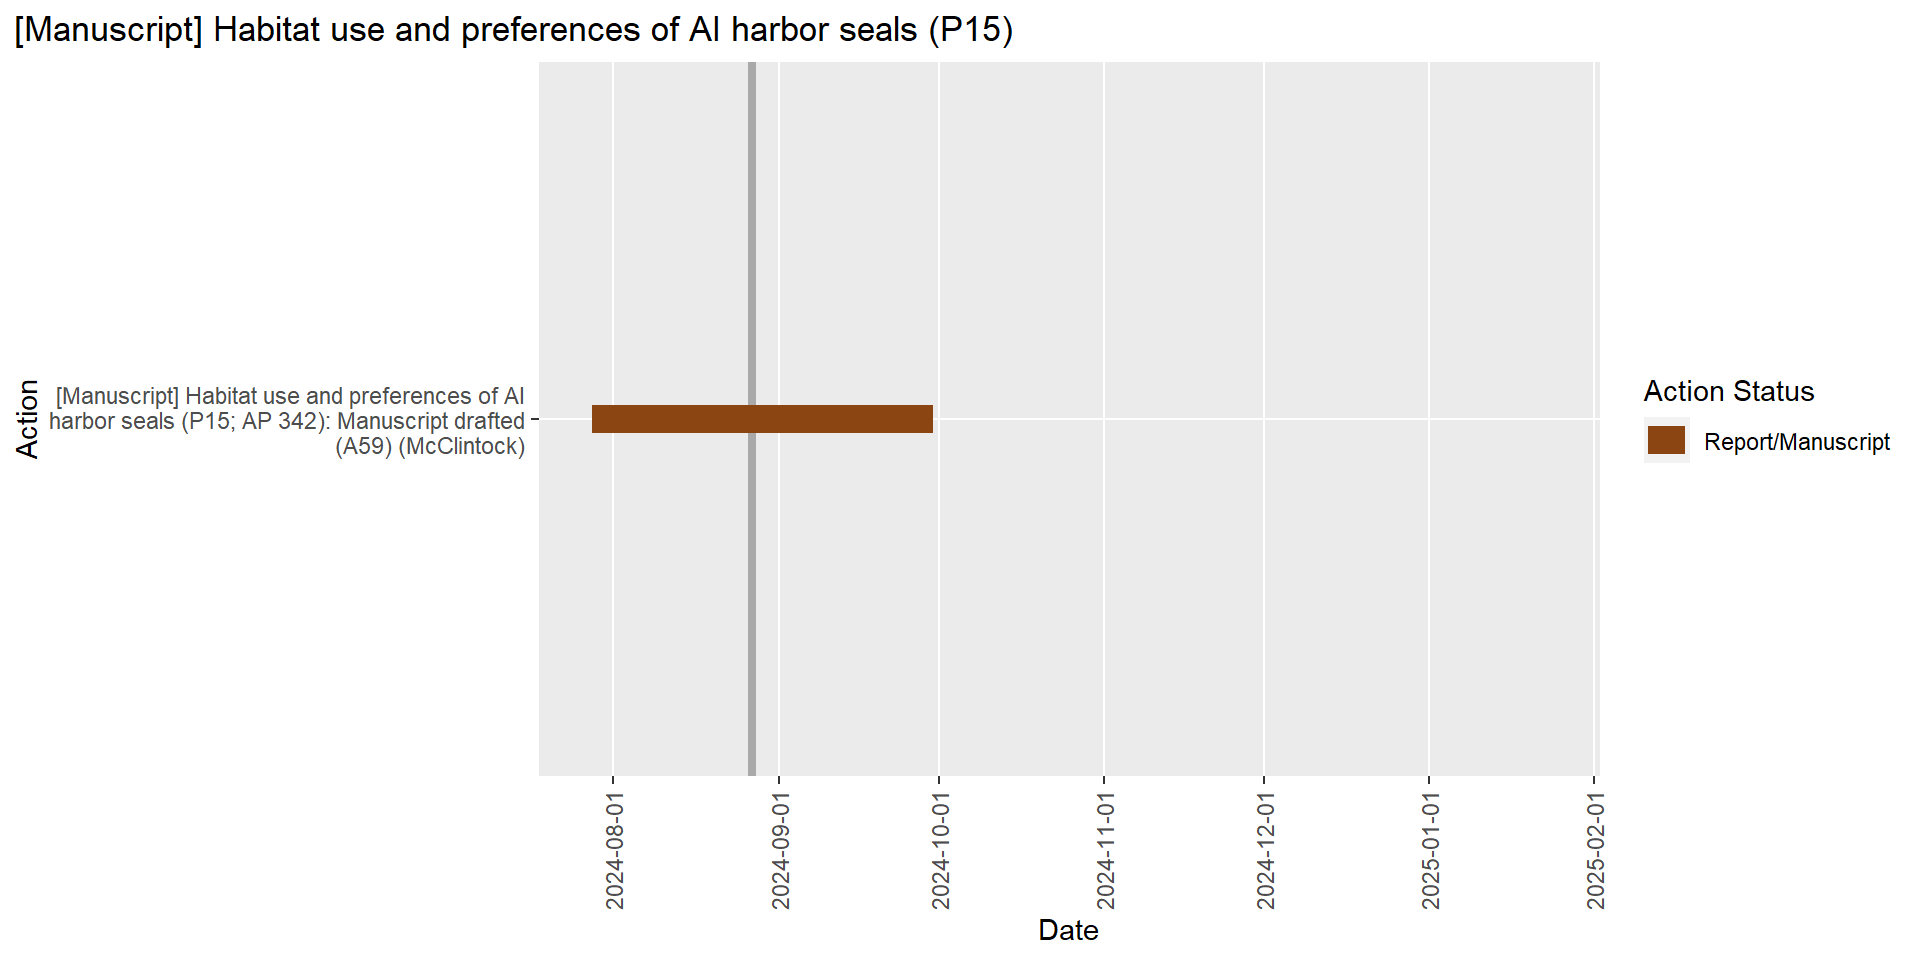 [Manuscript] Habitat use and preferences of AI harbor seals (P15)
Action
[Manuscript] Habitat use and preferences of AI
harbor seals (P15; AP 342): Manuscript drafted
(A59) (McClintock)
Action Status
Report/Manuscript
2024-08-01
2024-09-01
2024-10-01
2024-11-01
2024-12-01
2025-01-01
2025-02-01
Date